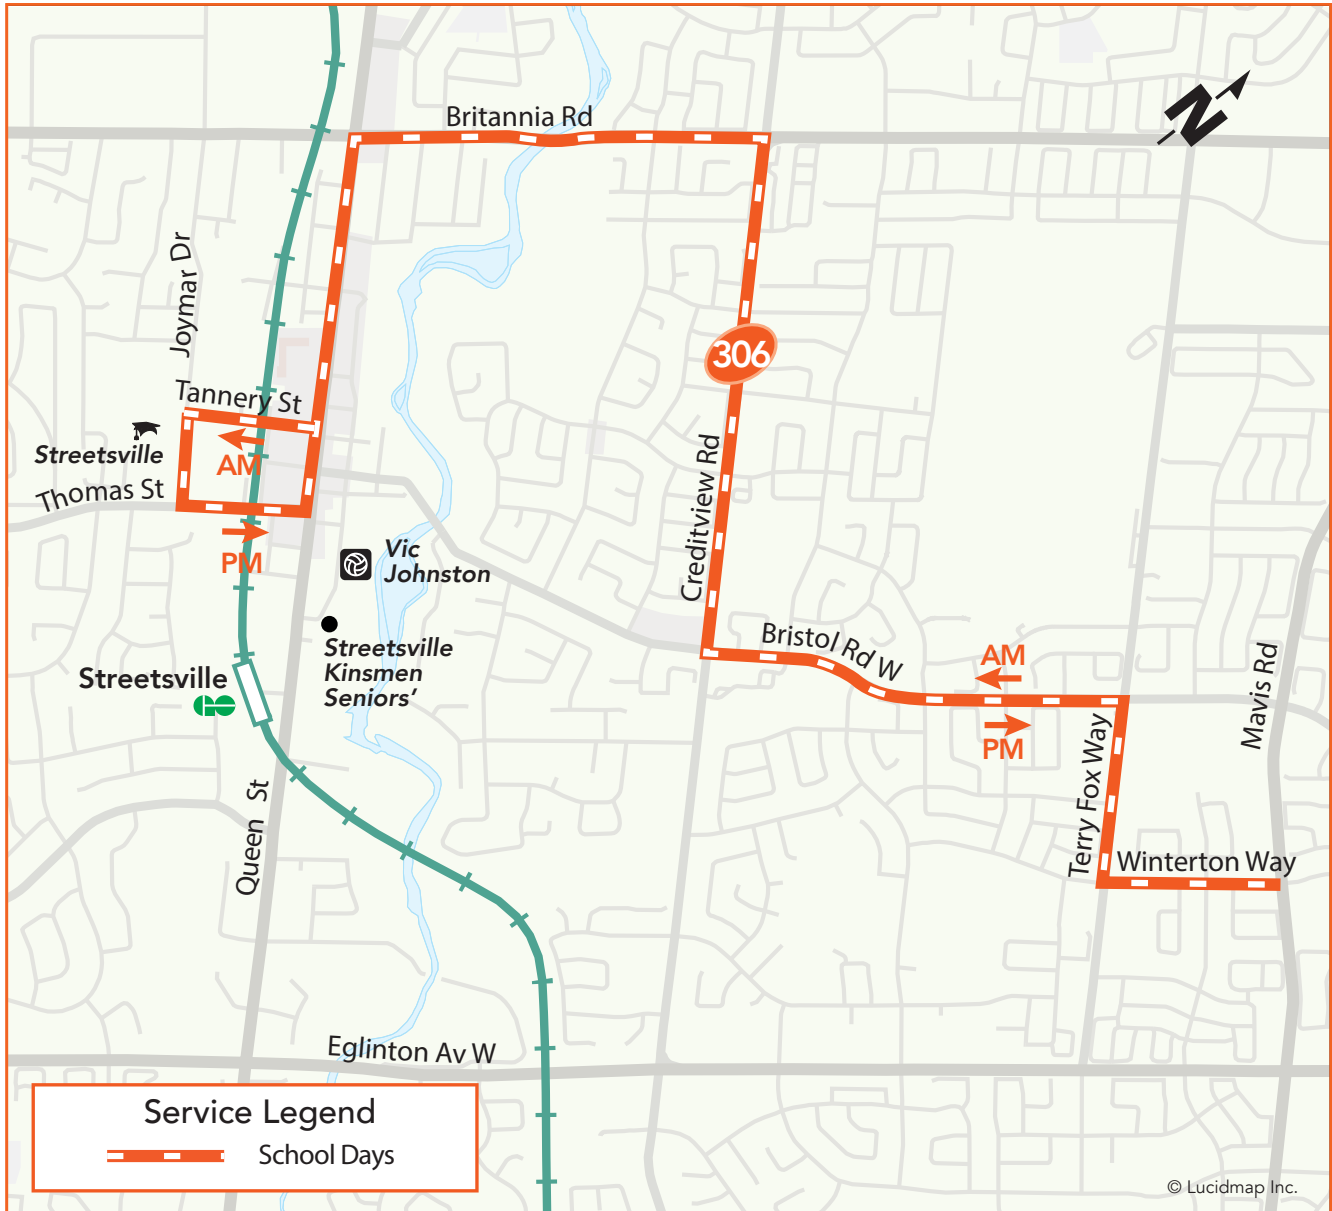 Britannia Rd
N
Joymar Dr
306
Tannery St
Streetsville
AM
Thomas St
PM
Creditview Rd
Vic
Johnston
Streetsville
Kinsmen
Seniors'
Bristol Rd W
AM
PM
Mavis Rd
Streetsville
GO
Terry Fox Way
Queen St
Winterton Way
Eglinton Av W
Service Legend
School Days
© Lucidmap Inc.